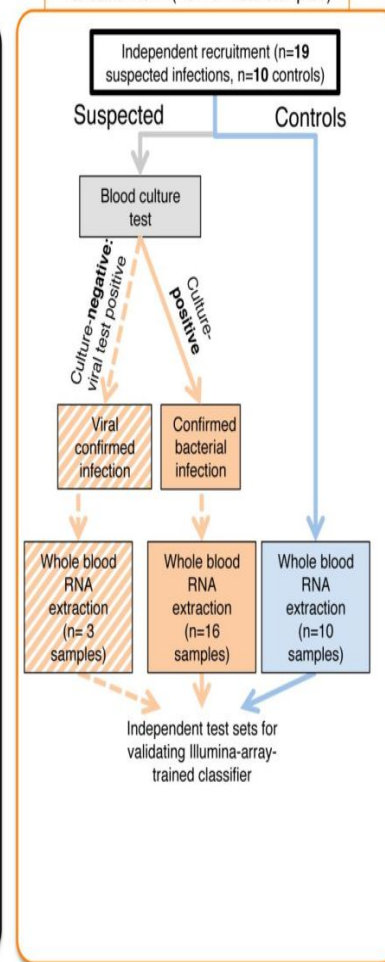 Independent recruitment (n=19
suspected infections, n=10 controls)
Suspected
Controls
Blood culture
test
Culture-negative:
viral test positive
Culture-
positive
Viral
confirmed
infection
Confirmed
bacterial
infection
Whole blood
RNA
extraction
(n= 3
samples)
Whole blood
RNA
extraction
(n=16
samples)
Whole blood
RNA
extraction
(n=10
samples)
Independent test sets for
validating Illumina-array-
trained classifier